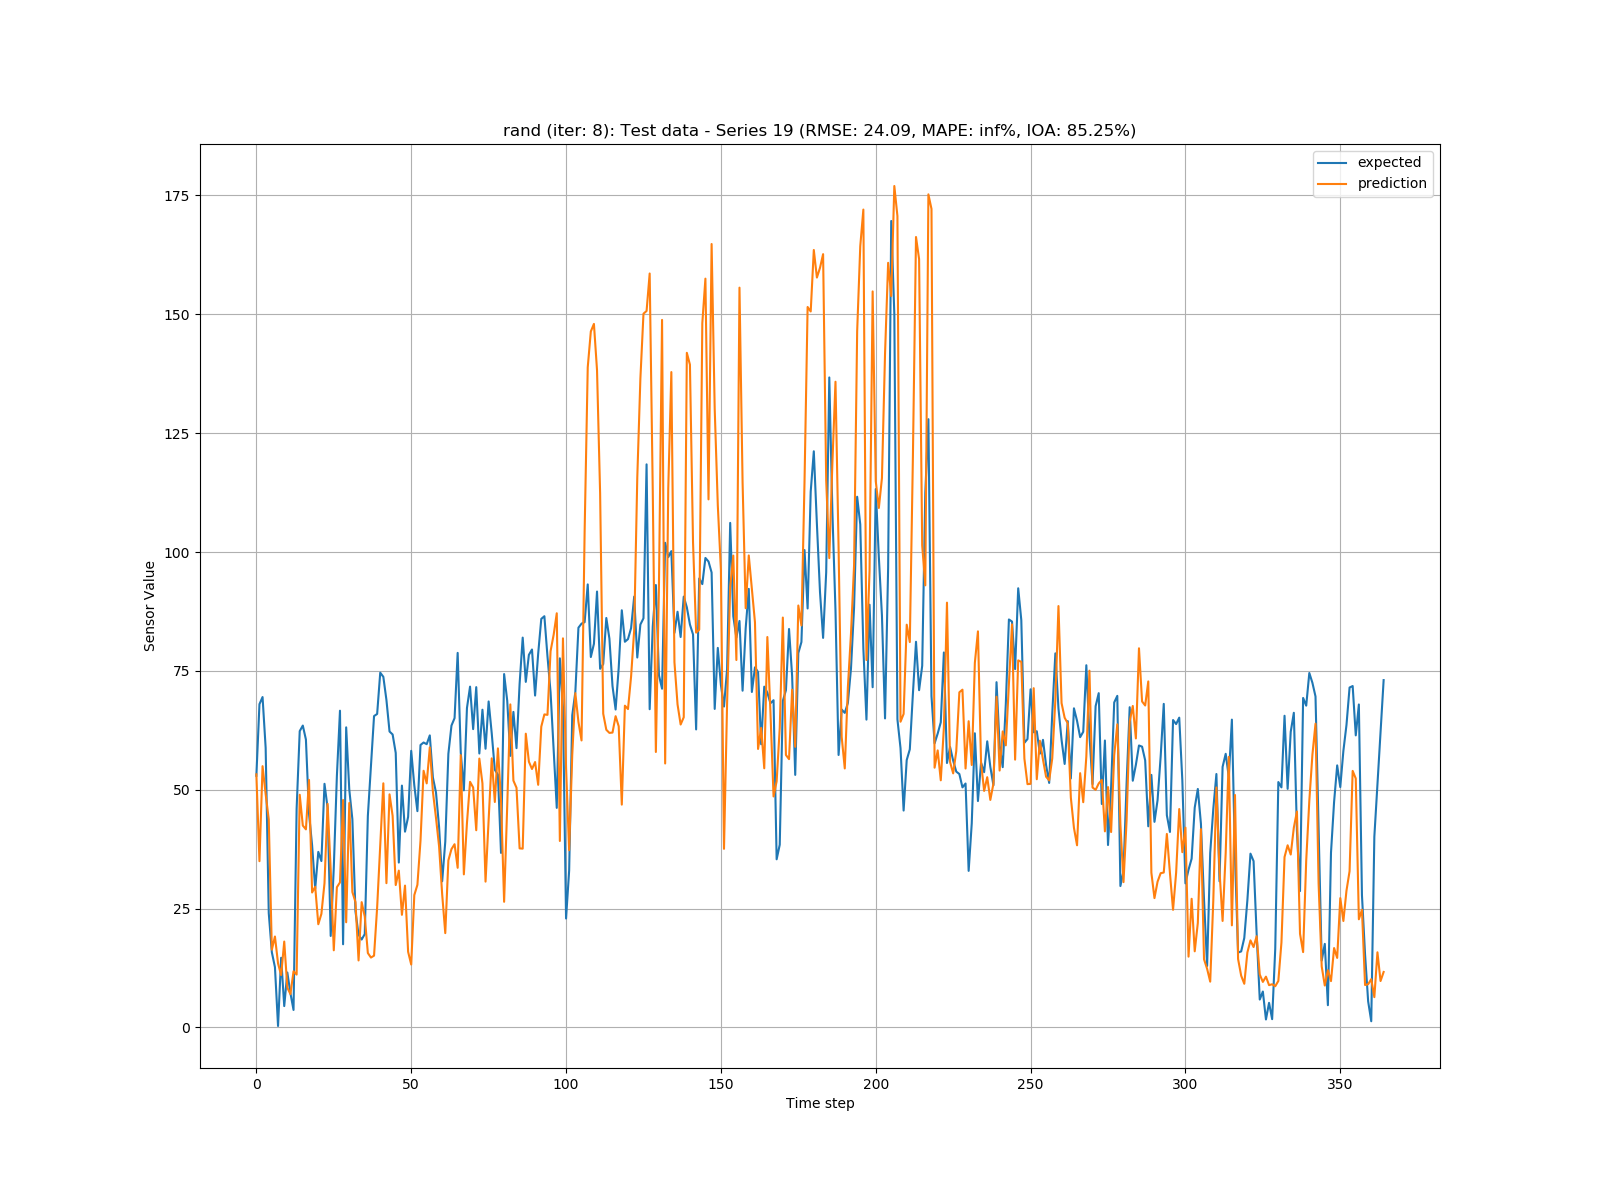 rand (iter: 8): Test data - Series 19 (RMSE: 24.09, MAPE: inf%, IOA: 85.25%)
expected
prediction
175
150
125
100
75
50
25
0
Sensor Value
0 50 100 150 200 250 300 350
Time step